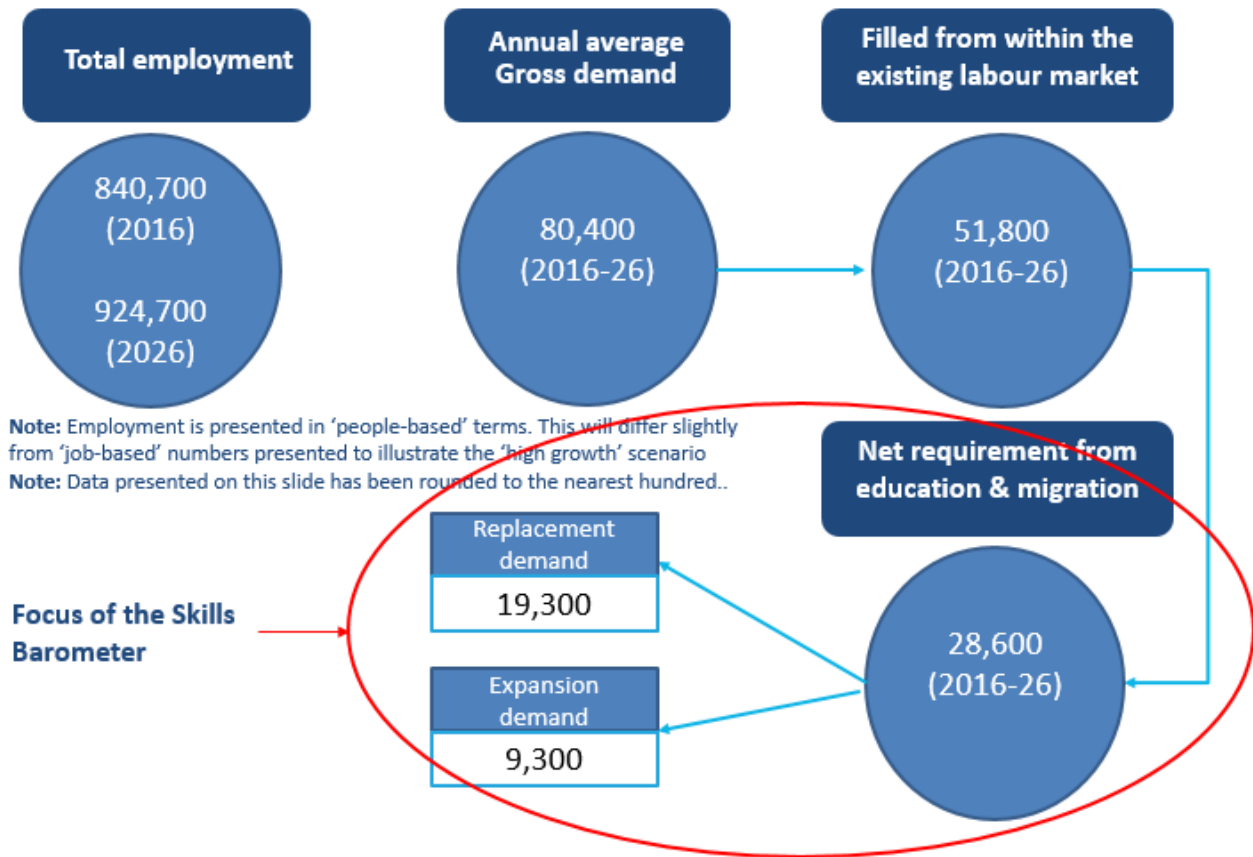 Total employment
Annual average
Gross demand
Filled from within the
existing labour market
840,700
(2016)
924,700
(2026)
80,400
(2016-26)
51,800
(2016-26)
Note: Employment is presented in ‘people-based’ terms. This will differ slightly
from ‘job-based’ numbers presented to illustrate the ‘high growth’ scenario
Note: Data presented on this slide has been rounded to the nearest hundred..
Net requirement from
education & migration
Replacement
demand
19,300
Focus of the Skills
Barometer
Expansion
demand
9,300
28,600
(2016-26)